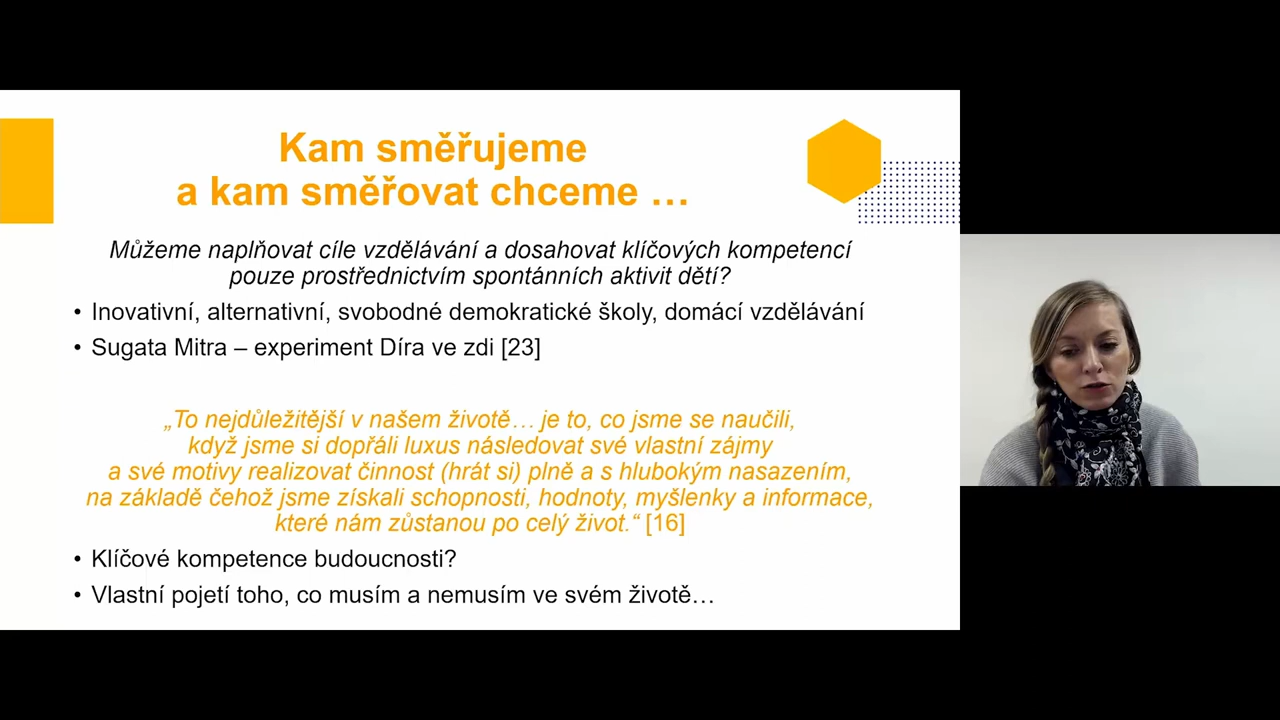 Kam směřujeme
a kam směřovat chceme …
Můžeme naplňovat cíle vzdělávání a dosahovat klíčových kompetencí
pouze prostřednictvím spontánních aktivit dětí?
• Inovativní, alternativní, svobodné demokratické školy, domácí vzdělávání
• Sugata Mitra – experiment Díra ve zdi [23]
„To nejdůležitější v našem životě… je to, co jsme se naučili,
když jsme si dopřáli luxus následovat své vlastní zájmy
a své motivy realizovat činnost (hrát si) plně a s hlubokým nasazením,
na základě čehož jsme získali schopnosti, hodnoty, myšlenky a informace,
které nám zůstanou po celý život.“ [16]
• Klíčové kompetence budoucnosti?
• Vlastní pojetí toho, co musím a nemusím ve svém životě…